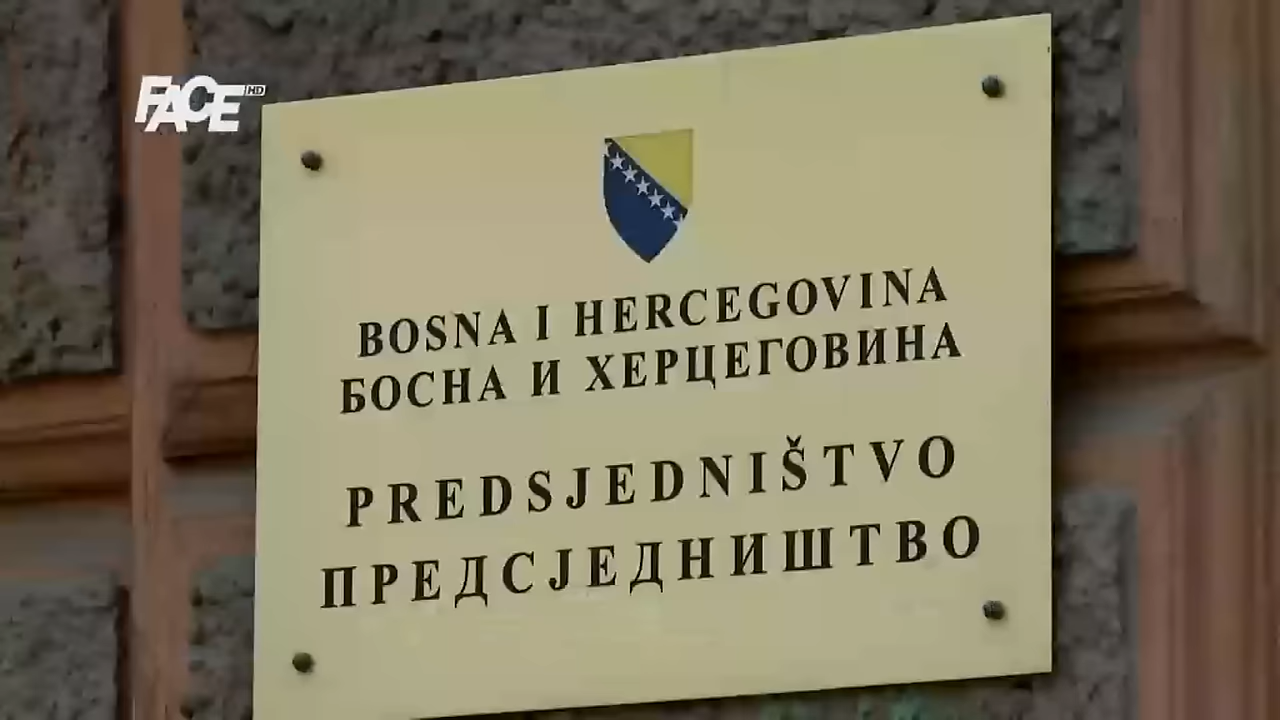 FACE HD
BOSNA I HERCEGOVINA
БОСНА И ХЕРЦЕГОВИНА
PREDSJEDNIŠTVO
ПРЕДСЈЕДНИШТВО